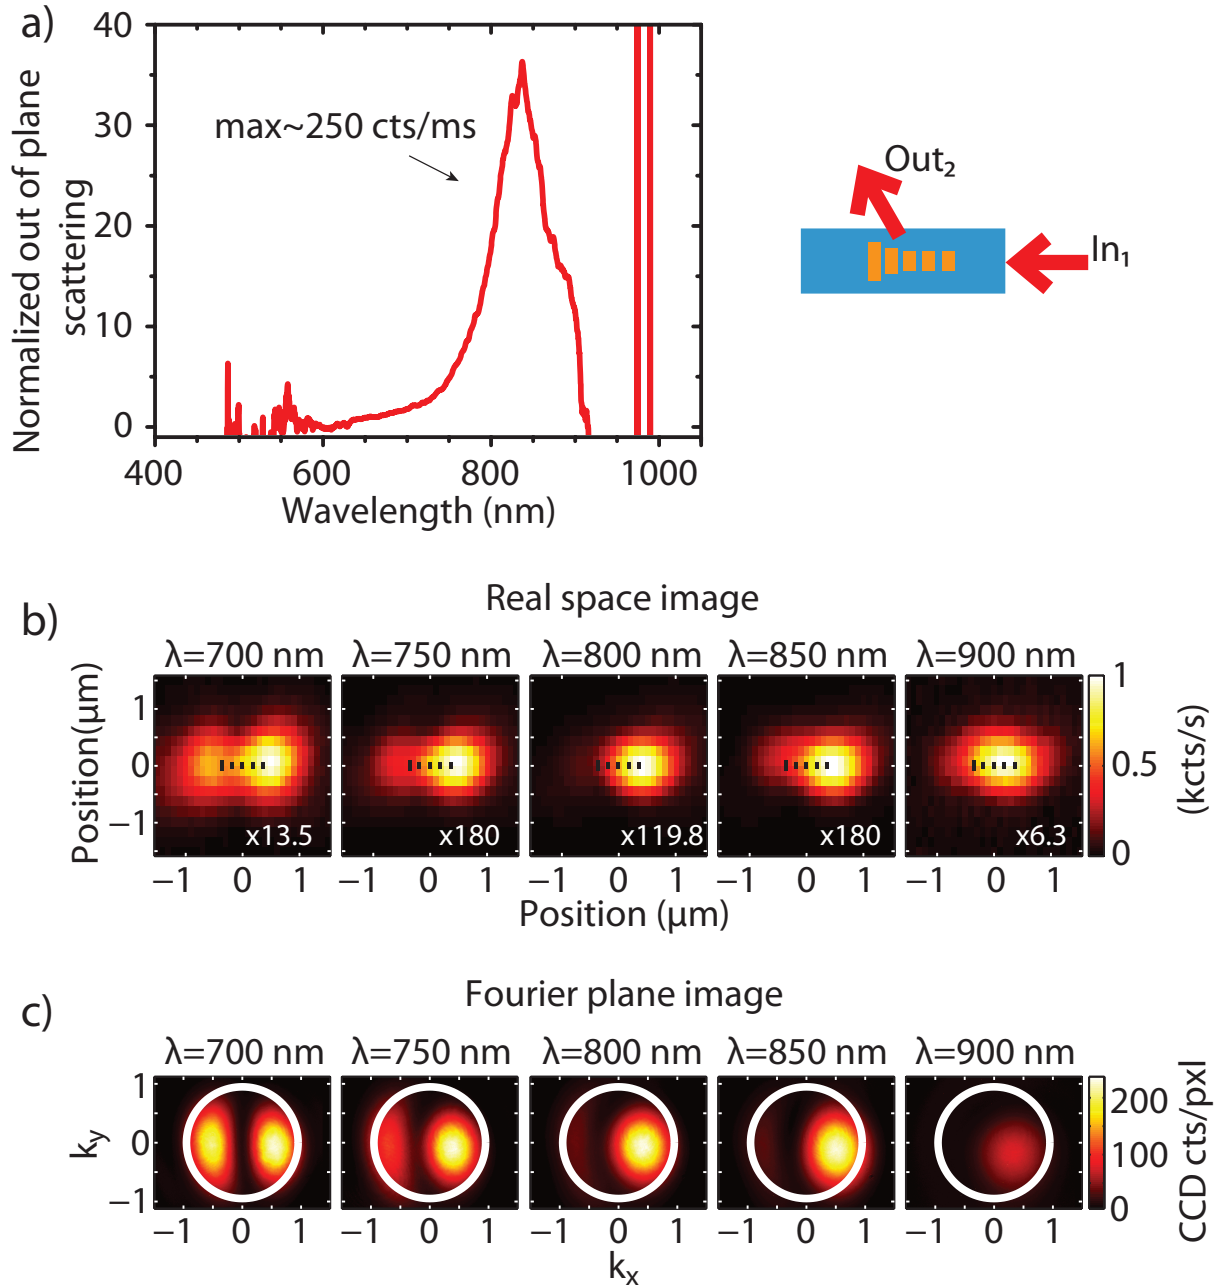 a)
Normalized out of plane
scattering
40
30
20
10
0
max~250 cts/ms
400
600
800
1000
Wavelength (nm)
Out₂
In₁
Real space image
b)
λ=700 nm
λ=750 nm
λ=800 nm
λ=850 nm
λ=900 nm
Position(μm)
1
0
−1
x13.5
x180
x119.8
x180
x6.3
1
0.5
0
(kcts/s)
−1 0 1
−1 0 1
−1 0 1
−1 0 1
−1 0 1
Position (μm)
Fourier plane image
c)
λ=700 nm
λ=750 nm
λ=800 nm
λ=850 nm
λ=900 nm
k_y
1
0
−1
200
100
0
CCD cts/pxl
−1 0 1
−1 0 1
−1 0 1
−1 0 1
−1 0 1
k_x